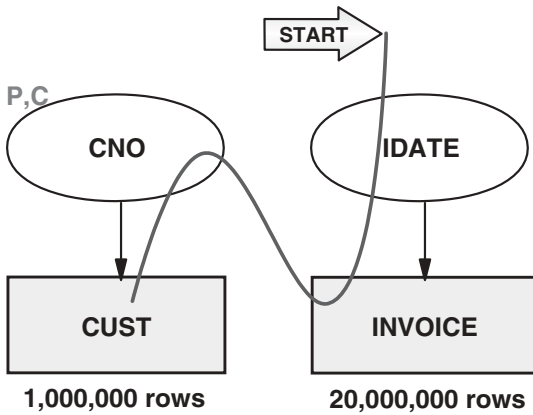 START
P,C
CNO
IDATE
CUST
INVOICE
1,000,000 rows
20,000,000 rows